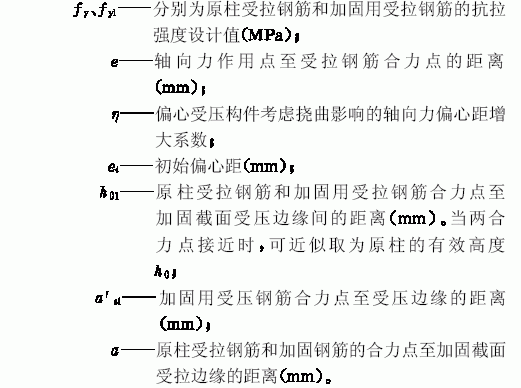 fy、fy1——分别为原柱受拉钢筋和加固用受拉钢筋的抗拉
强度设计值(MPa);
e——轴向力作用点至受拉钢筋合力点的距离
(mm);
η——偏心受压构件考虑挠曲影响的轴向力偏心距增
大系数;
ei——初始偏心距(mm);
h01——原柱受拉钢筋和加固用受拉钢筋合力点至
加固截面受压边缘间的距离(mm)。当两合
力点接近时,可近似取为原柱的有效高度
h0;
a's1——加固用受压钢筋合力点至受压边缘的距离
(mm);
a——原柱受拉钢筋和加固钢筋的合力点至加固截面
受拉边缘的距离(mm)。